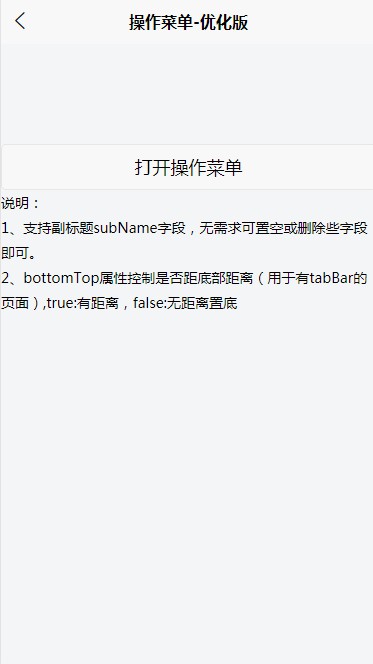 操作菜单-优化版
打开操作菜单
说明：
1、支持副标题subName字段，无需求可置空或删除些字段
即可。
2、bottomTop属性控制是否距底部距离（用于有tabBar的
页面）,true:有距离，false:无距离置底